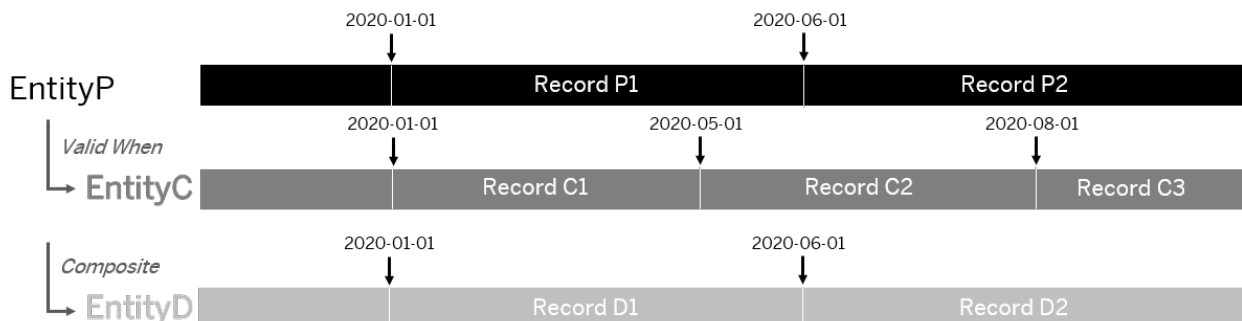 2020-01-01 2020-06-01
EntityP Record P1 Record P2
2020-01-01 2020-05-01 2020-08-01
Valid When
EntityC Record C1 Record C2 Record C3
2020-01-01 2020-06-01
Composite
EntityD Record D1 Record D2